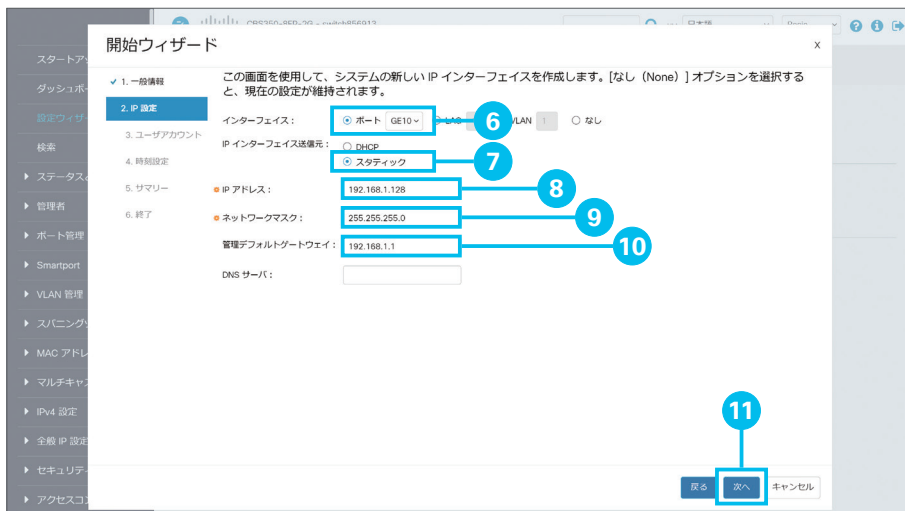 CBS350-8FP-2G - switch856913
日本語
Basic
開始ウィザード
x
スタートアッ
ダッシュボー
設定ウィザー
検索
ステータスと
管理者
ポート管理
Smartport
VLAN 管理
スパニングツ
MAC アドレ
マルチキャス
IPv4 設定
全般 IP 設定
セキュリティ
アクセスコン
✔ 1. 一般情報
2. IP 設定
3. ユーザアカウント
4. 時刻設定
5. サマリー
6. 終了
この画面を使用して、システムの新しい IP インターフェイスを作成します。[なし（None）] オプションを選択する
と、現在の設定が維持されます。
インターフェイス： ポート GE10 6 LAG VLAN 1 なし
IP インターフェイス送信元： DHCP
スタティック 7
IP アドレス： 192.168.1.128 8
ネットワークマスク： 255.255.255.0 9
管理デフォルトゲートウェイ： 192.168.1.1 10
DNS サーバ：
11
戻る 次へ キャンセル